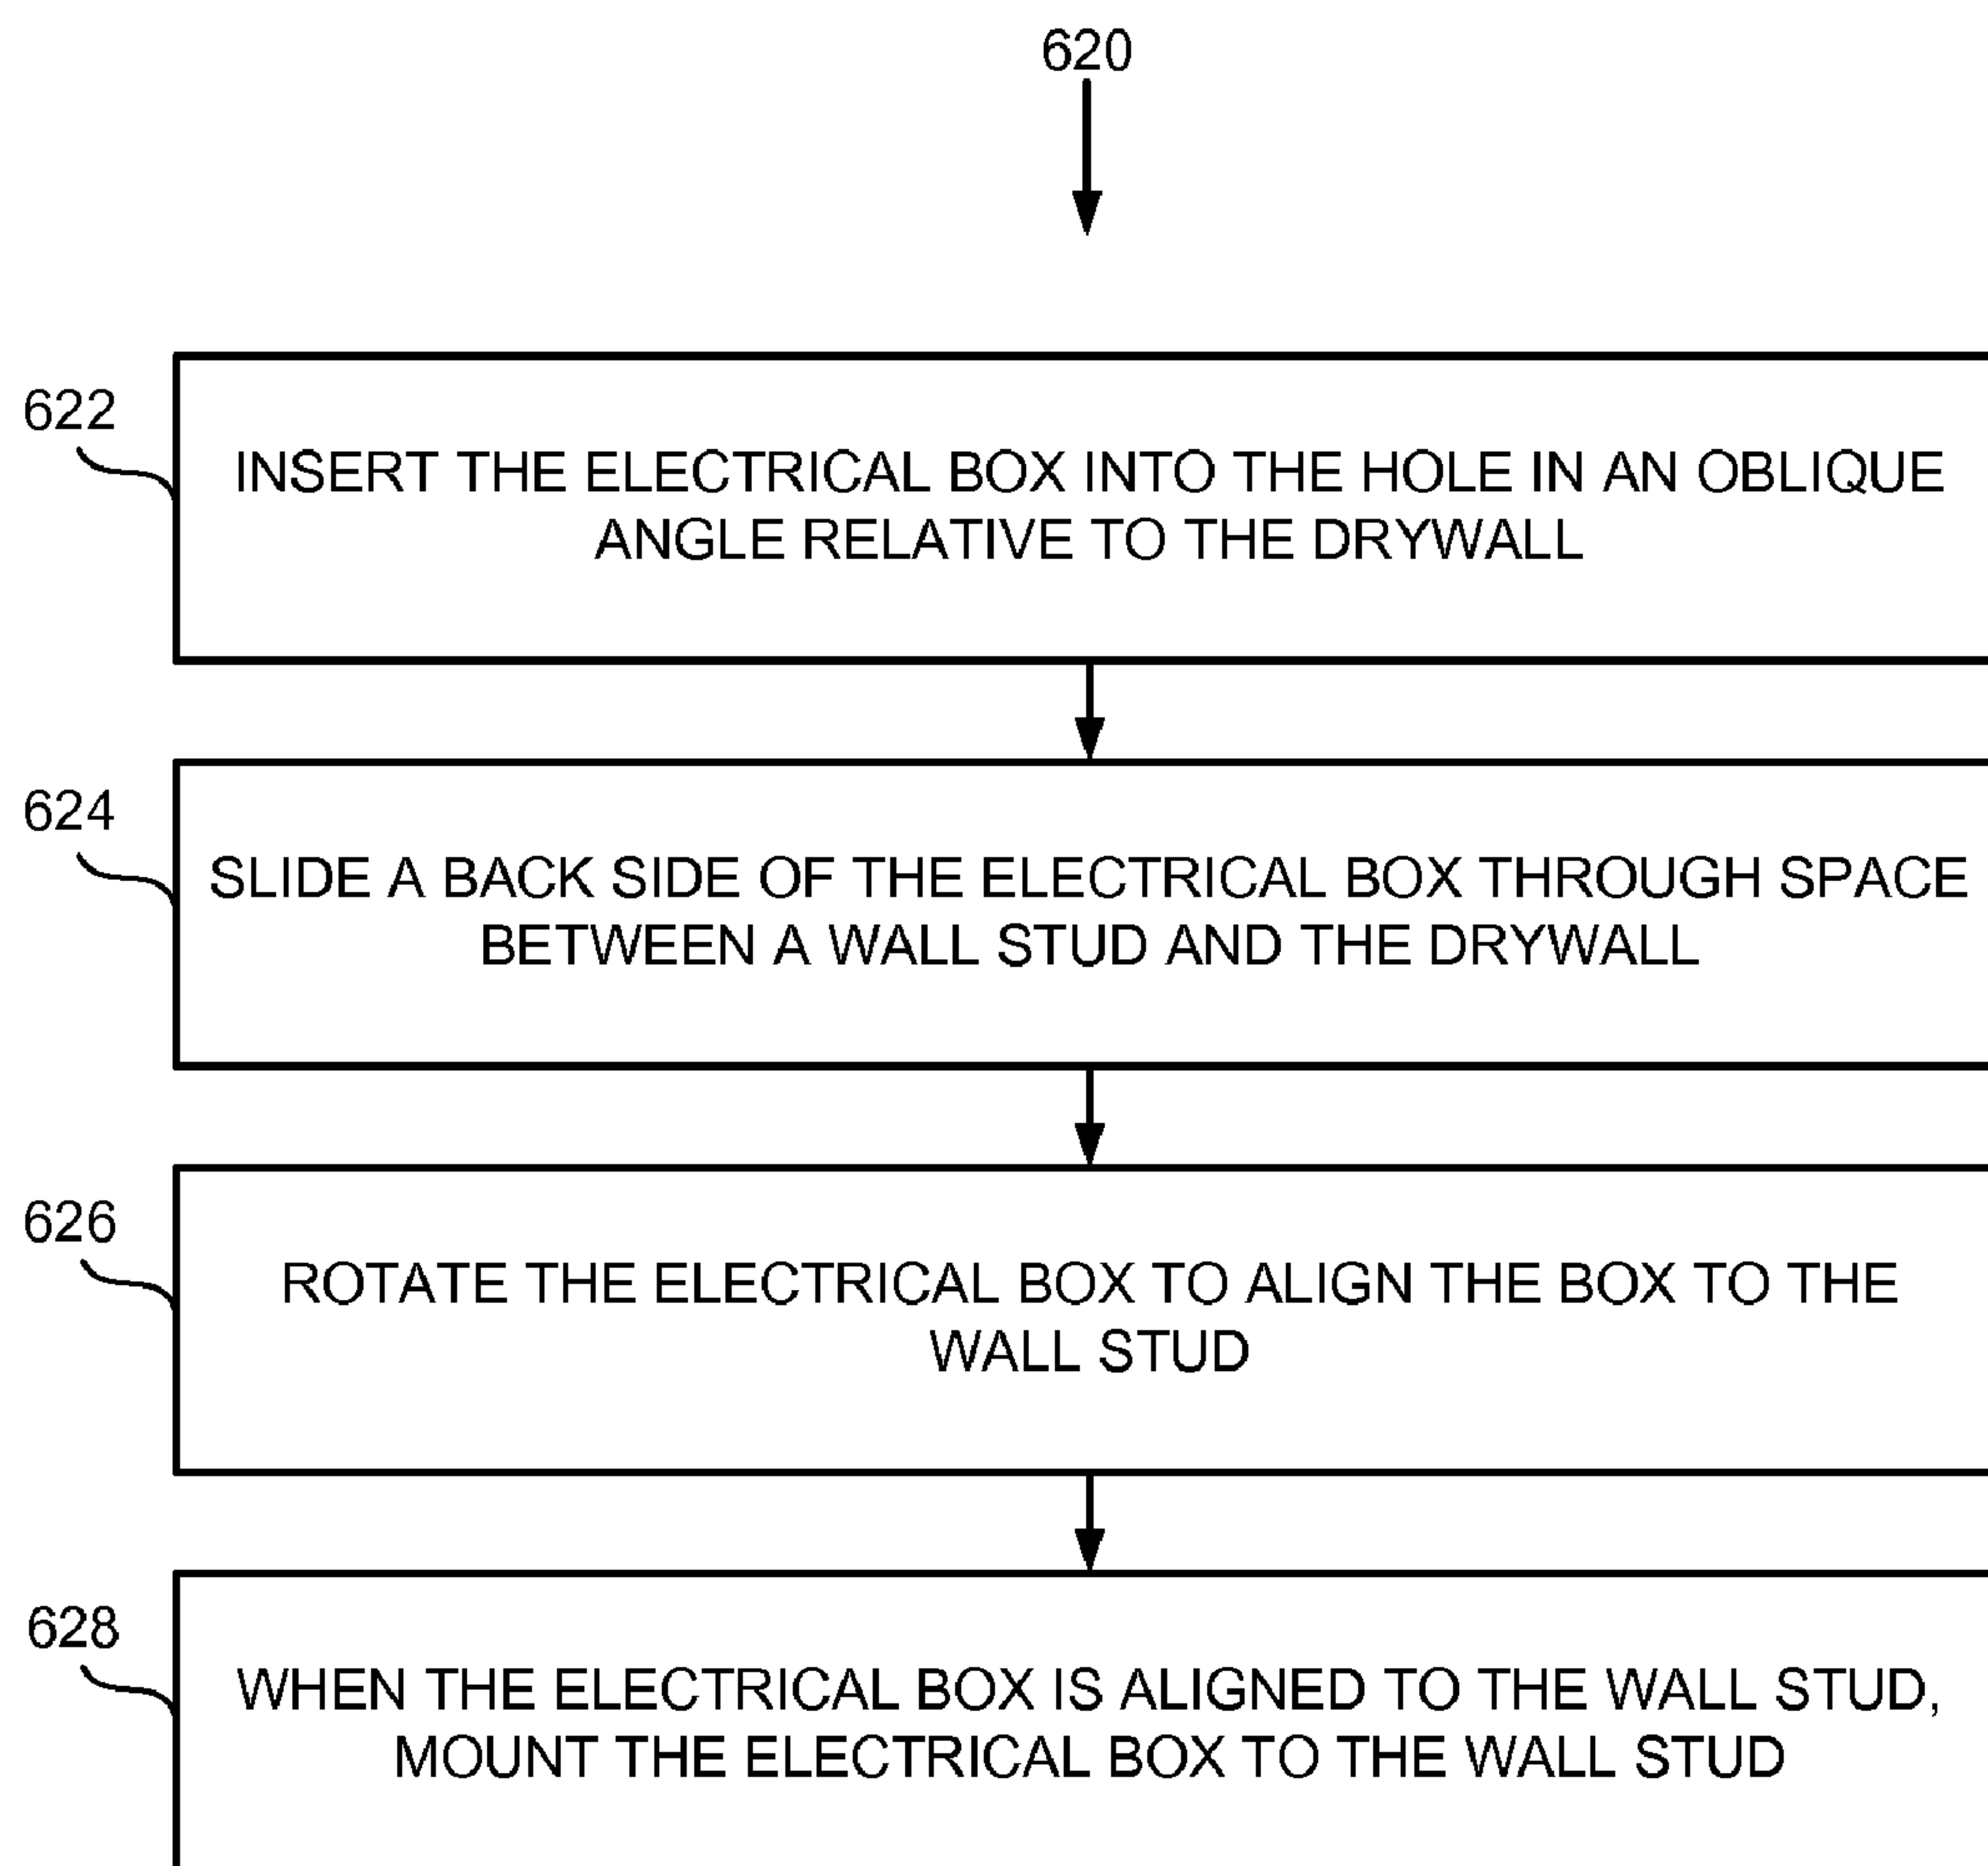 620
622
INSERT THE ELECTRICAL BOX INTO THE HOLE IN AN OBLIQUE
ANGLE RELATIVE TO THE DRYWALL
624
SLIDE A BACK SIDE OF THE ELECTRICAL BOX THROUGH SPACE
BETWEEN A WALL STUD AND THE DRYWALL
626
ROTATE THE ELECTRICAL BOX TO ALIGN THE BOX TO THE
WALL STUD
628
WHEN THE ELECTRICAL BOX IS ALIGNED TO THE WALL STUD,
MOUNT THE ELECTRICAL BOX TO THE WALL STUD